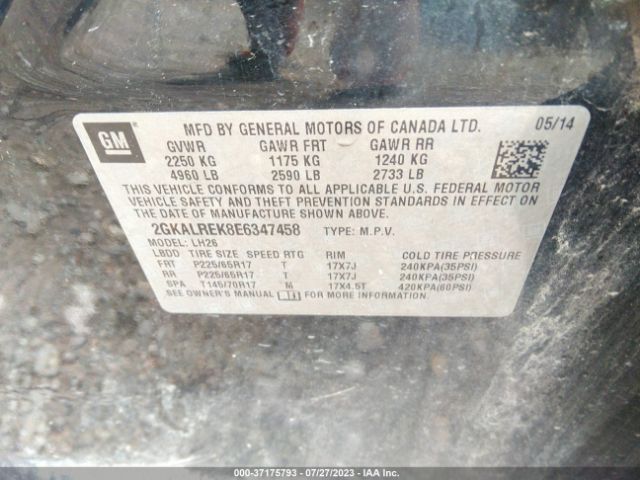 GM
MFD BY GENERAL MOTORS OF CANADA LTD. 05/14
GVWR GAWR FRT GAWR RR
2250 KG 1175 KG 1240 KG
4960 LB 2590 LB 2733 LB
THIS VEHICLE CONFORMS TO ALL APPLICABLE U.S. FEDERAL MOTOR
VEHICLE SAFETY AND THEFT PREVENTION STANDARDS IN EFFECT ON
THE DATE OF MANUFACTURE SHOWN ABOVE.
2GKALREK8E6347458 TYPE: M.P.V.
MODEL: LH26
LBDD TIRE SIZE SPEED RTG RIM COLD TIRE PRESSURE
FRT P225/65R17 T 17X7J 240KPA(35PSI)
RR P225/65R17 T 17X7J 240KPA(35PSI)
SPA T145/70R17 M 17X4.5T 420KPA(60PSI)
SEE OWNER'S MANUAL FOR MORE INFORMATION
000-37175793 / 07/27/2023 - IAA Inc.